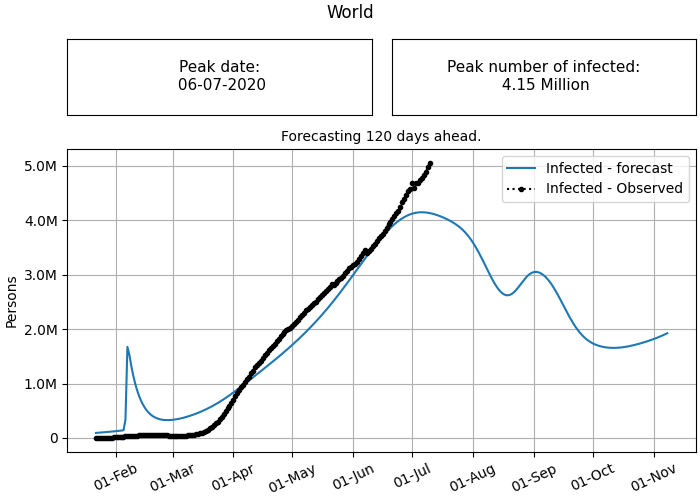 World
Peak date:
06-07-2020
Peak number of infected:
4.15 Million
Forecasting 120 days ahead.
Infected - forecast
Infected - Observed
Persons
5.0M
4.0M
3.0M
2.0M
1.0M
0
01-Feb
01-Mar
01-Apr
01-May
01-Jun
01-Jul
01-Aug
01-Sep
01-Oct
01-Nov